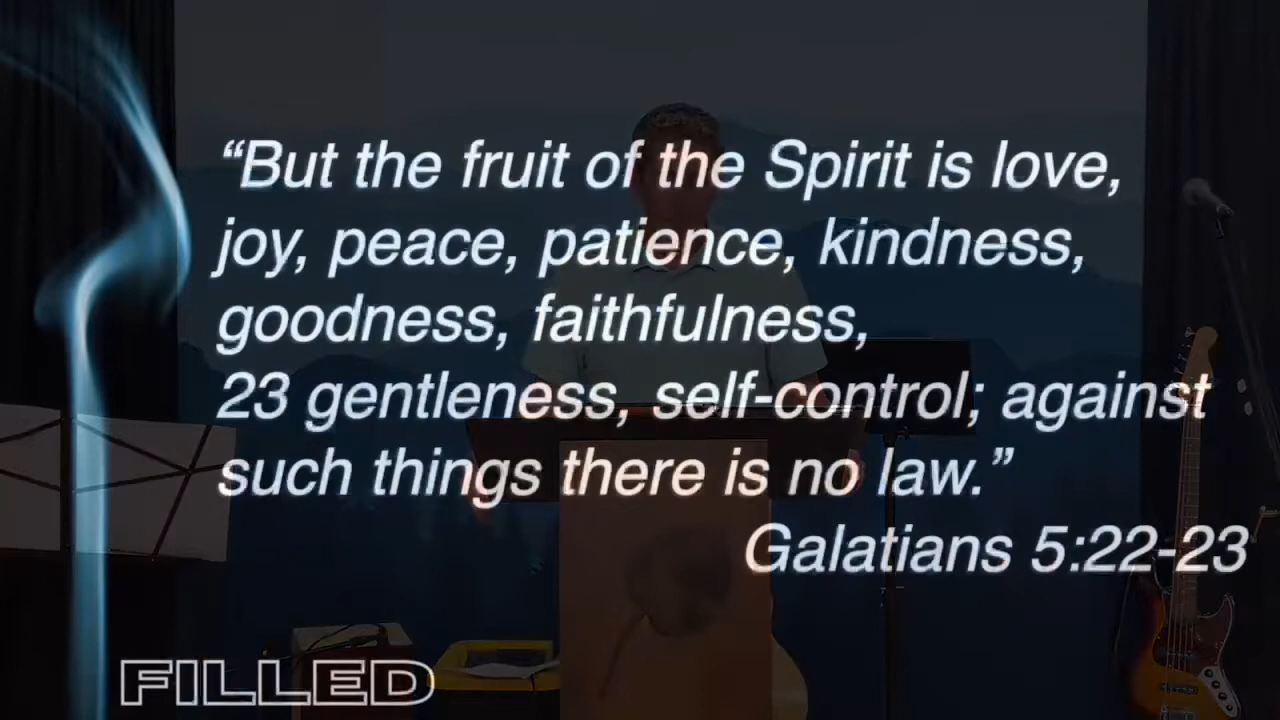 “But the fruit of the Spirit is love,
joy, peace, patience, kindness,
goodness, faithfulness,
23 gentleness, self-control; against
such things there is no law.”
Galatians 5:22-23
FILLED